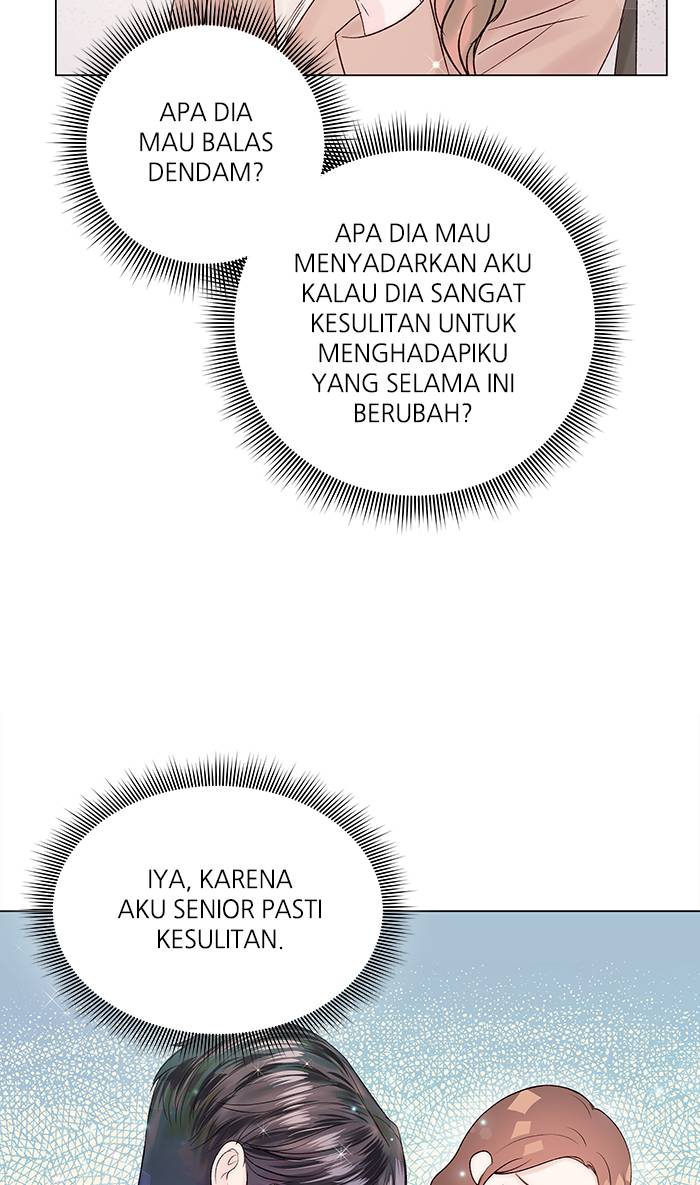 APA DIA
MAU BALAS
DENDAM?
APA DIA MAU
MENYADARKAN AKU
KALAU DIA SANGAT
KESULITAN UNTUK
MENGHADAPIKU
YANG SELAMA INI
BERUBAH?
IYA, KARENA
AKU SENIOR PASTI
KESULITAN.